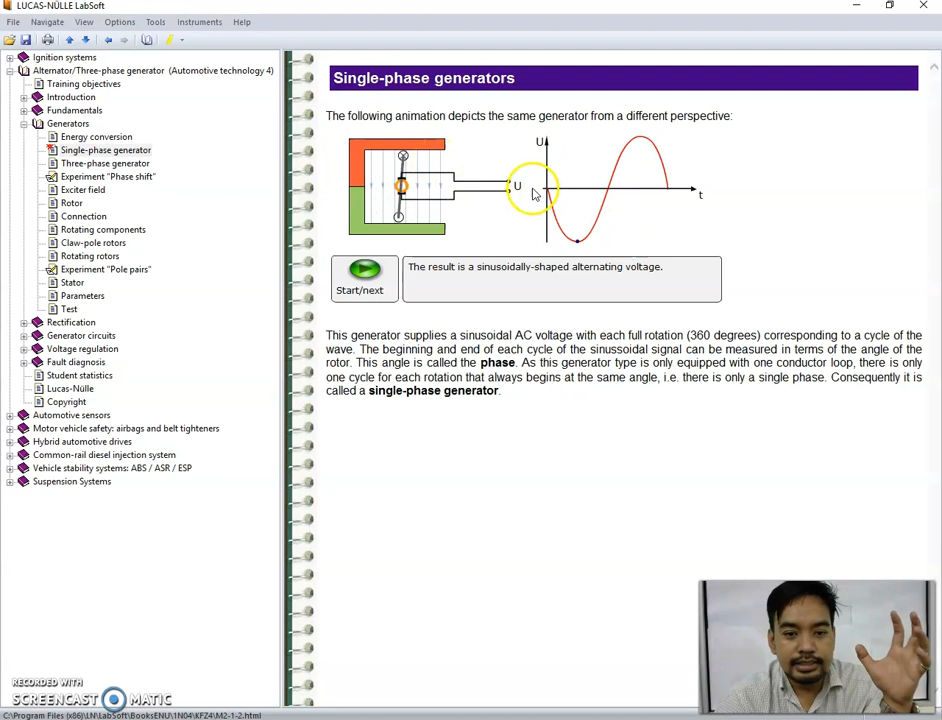 LUCAS-NÜLLE LabSoft
File Navigate View Options Tools Instruments Help
Ignition systems
Alternator/Three-phase generator (Automotive technology 4)
Training objectives
Introduction
Fundamentals
Generators
Energy conversion
Single-phase generator
Three-phase generator
Experiment "Phase shift"
Exciter field
Rotor
Connection
Rotating components
Claw-pole rotors
Rotating rotors
Experiment "Pole pairs"
Stator
Parameters
Test
Rectification
Generator circuits
Voltage regulation
Fault diagnosis
Student statistics
Lucas-Nülle
Copyright
Automotive sensors
Motor vehicle safety: airbags and belt tighteners
Hybrid automotive drives
Common-rail diesel injection system
Vehicle stability systems: ABS / ASR / ESP
Suspension Systems
Single-phase generators
The following animation depicts the same generator from a different perspective:
U
U
t
Start/next
The result is a sinusoidally-shaped alternating voltage.
This generator supplies a sinusoidal AC voltage with each full rotation (360 degrees) corresponding to a cycle of the
wave. The beginning and end of each cycle of the sinussoidal signal can be measured in terms of the angle of the
rotor. This angle is called the phase. As this generator type is only equipped with one conductor loop, there is only
one cycle for each rotation that always begins at the same angle, i.e. there is only a single phase. Consequently it is
called a single-phase generator.
RECORDED WITH
SCREENCAST MATIC
C:\Program Files (x86)\LN\LabSoft\BooksENU\1N04\KFZ4\M2-1-2.html